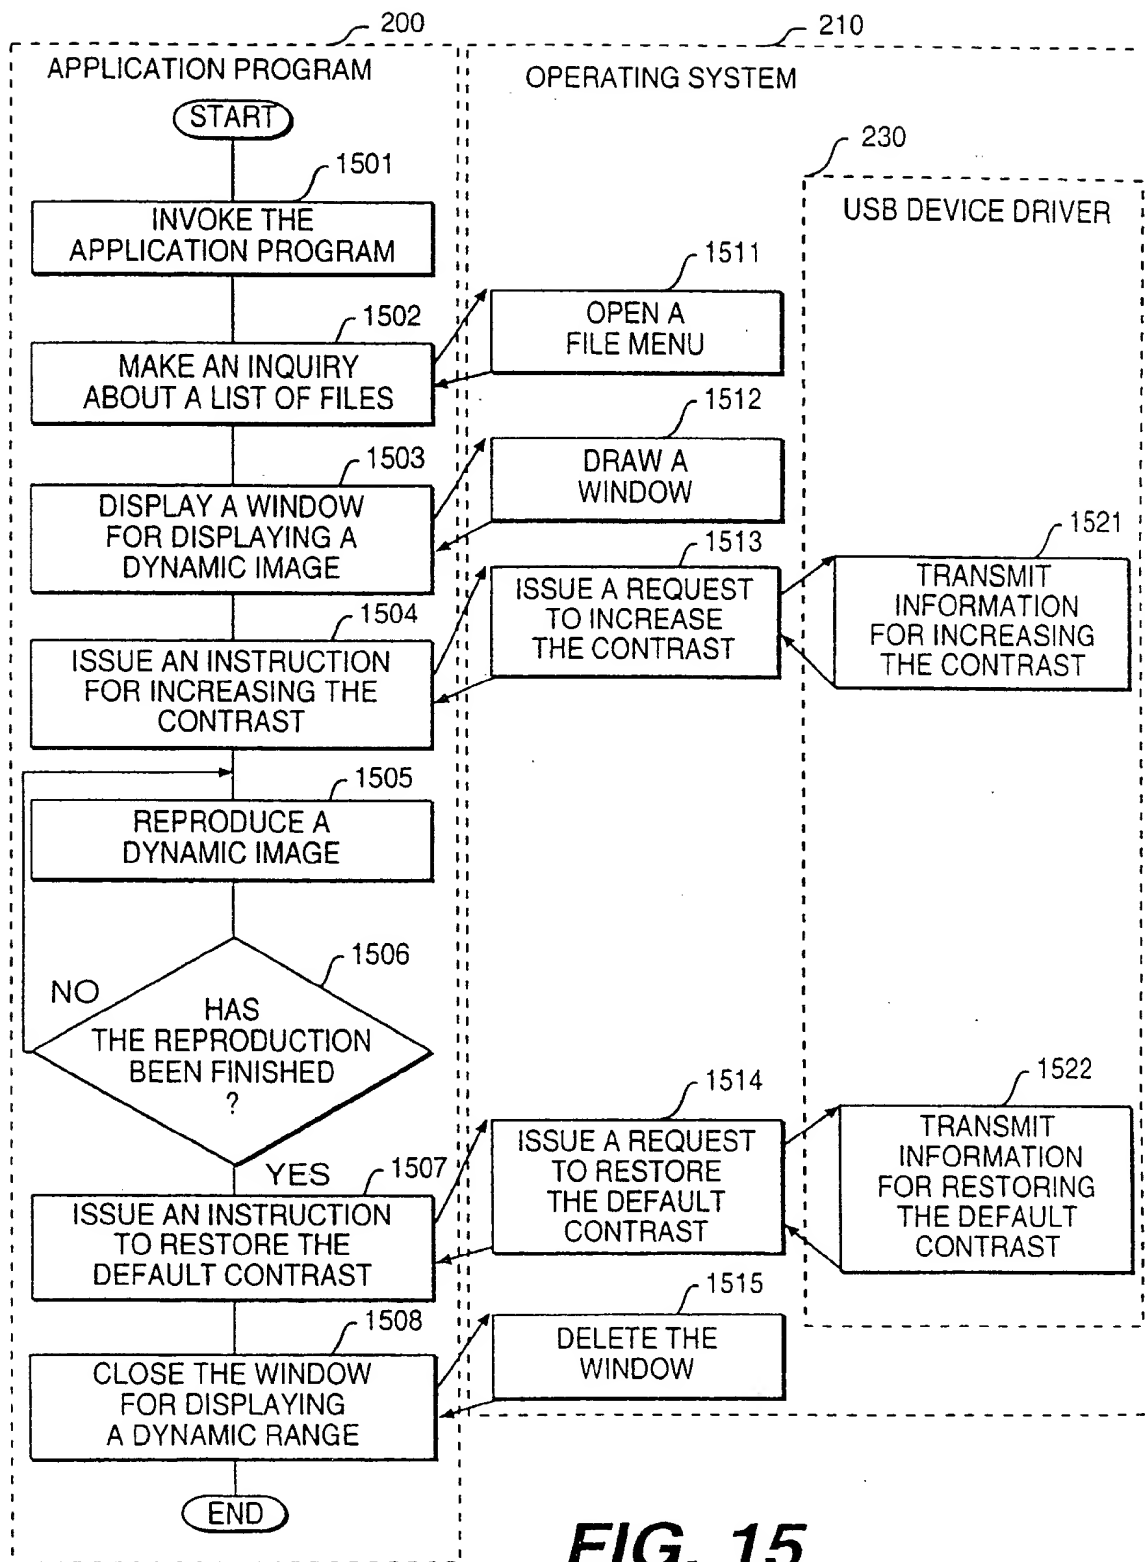 200
210
APPLICATION PROGRAM
OPERATING SYSTEM
START
230
USB DEVICE DRIVER
1501
INVOKE THE
APPLICATION PROGRAM
1511
OPEN A
FILE MENU
1502
MAKE AN INQUIRY
ABOUT A LIST OF FILES
1512
DRAW A
WINDOW
1503
DISPLAY A WINDOW
FOR DISPLAYING A
DYNAMIC IMAGE
1513
ISSUE A REQUEST
TO INCREASE
THE CONTRAST
1521
TRANSMIT
INFORMATION
FOR INCREASING
THE CONTRAST
1504
ISSUE AN INSTRUCTION
FOR INCREASING THE
CONTRAST
1505
REPRODUCE A
DYNAMIC IMAGE
1506
NO
HAS
THE REPRODUCTION
BEEN FINISHED
?
YES
1514
ISSUE A REQUEST
TO RESTORE
THE DEFAULT
CONTRAST
1522
TRANSMIT
INFORMATION
FOR RESTORING
THE DEFAULT
CONTRAST
1507
ISSUE AN INSTRUCTION
TO RESTORE THE
DEFAULT CONTRAST
1515
DELETE THE
WINDOW
1508
CLOSE THE WINDOW
FOR DISPLAYING
A DYNAMIC RANGE
END
FIG. 15